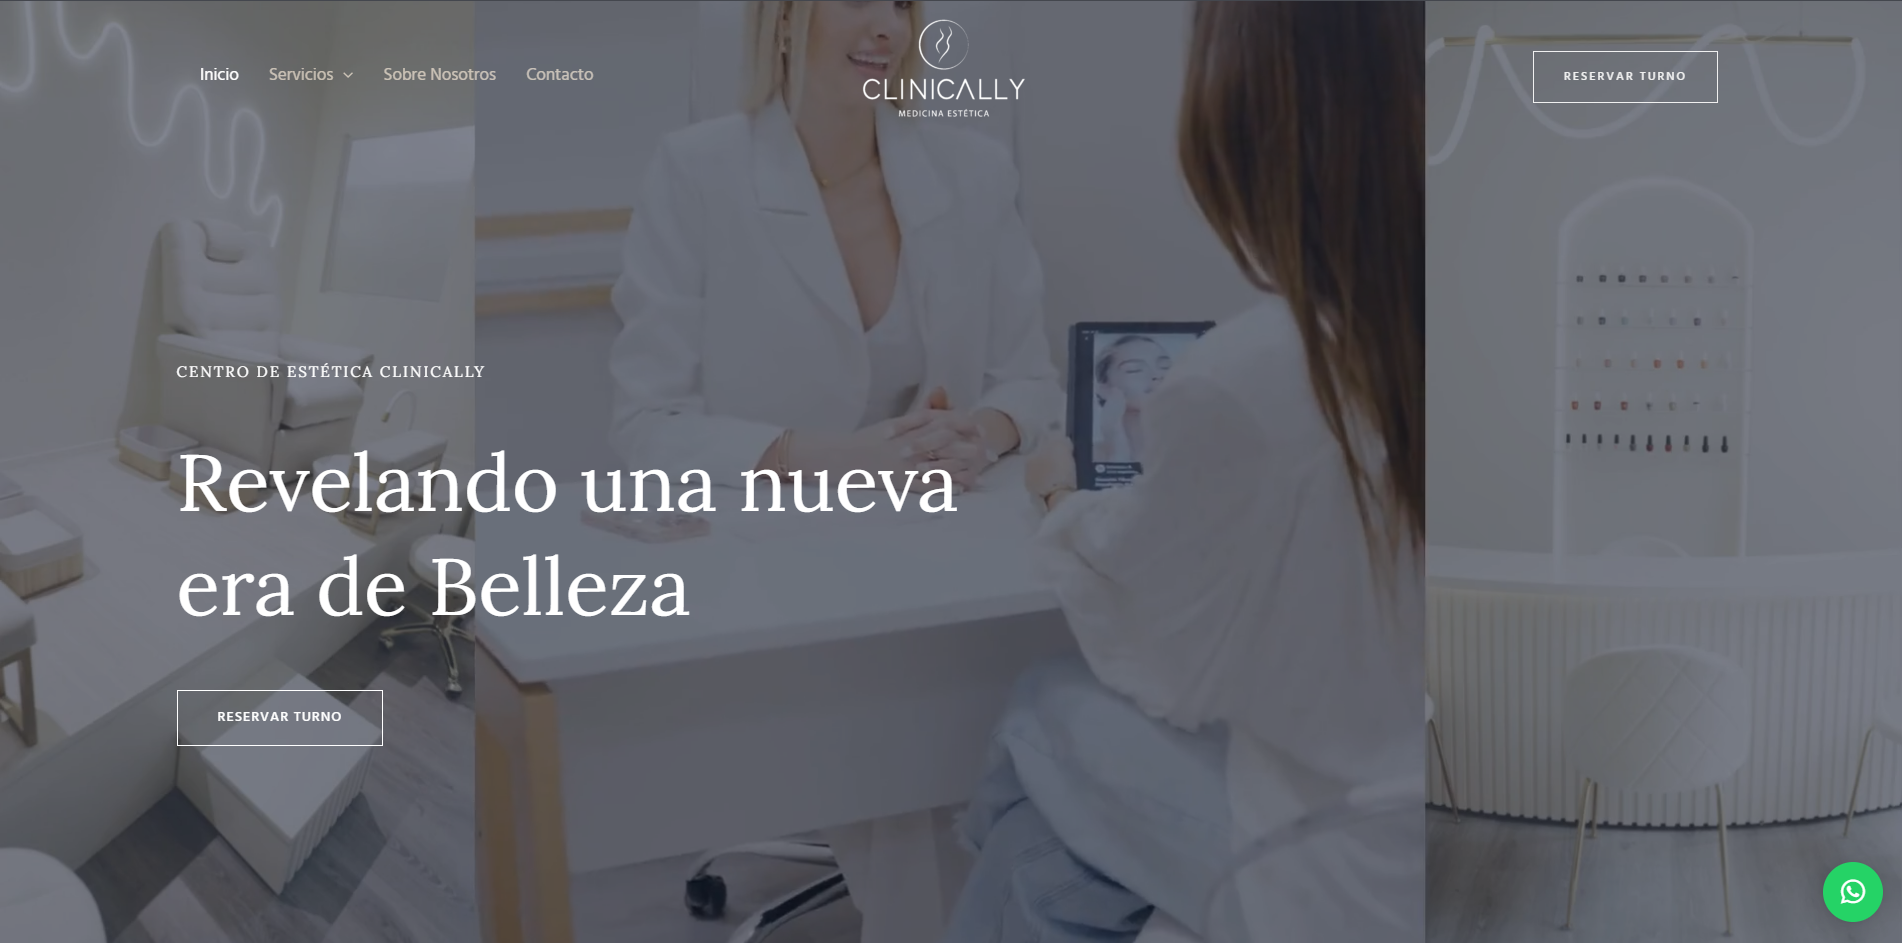 Inicio
Servicios
Sobre Nosotros
Contacto
CLINICALLY
MEDICINA ESTÉTICA
RESERVAR TURNO
CENTRO DE ESTÉTICA CLINICALLY
Revelando una nueva
era de Belleza
RESERVAR TURNO